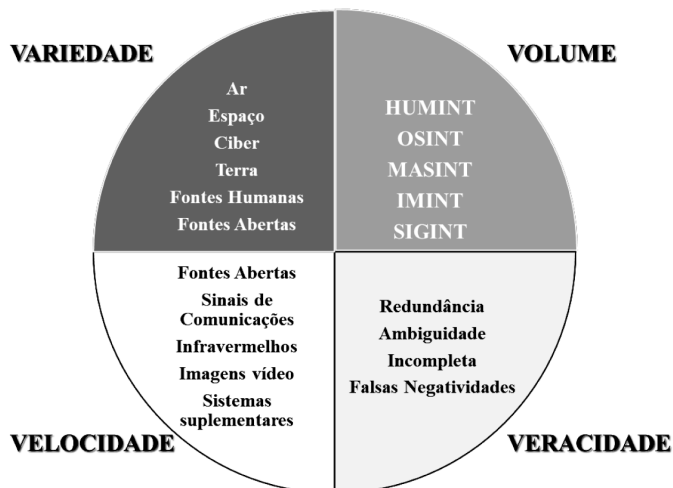 VARIEDADE
Ar
Espaço
Ciber
Terra
Fontes Humanas
Fontes Abertas
VOLUME
HUMINT
OSINT
MASINT
IMINT
SIGINT
VELOCIDADE
Fontes Abertas
Sinais de
Comunicações
Infravermelhos
Imagens vídeo
Sistemas
suplementares
VERACIDADE
Redundância
Ambiguidade
Incompleta
Falsas Negatividades